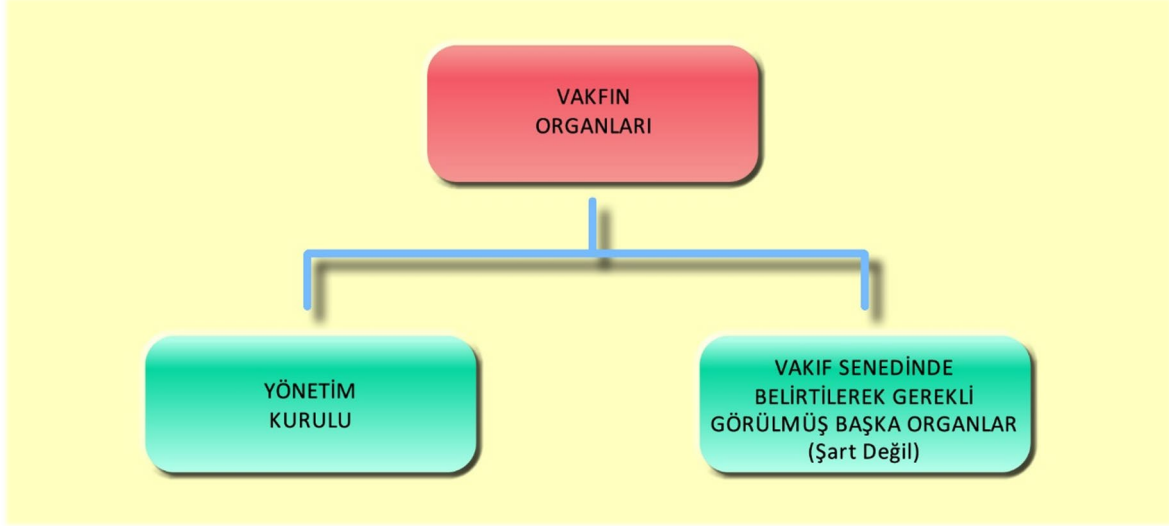 VAKFIN
ORGANLARI
YÖNETİM
KURULU
VAKIF SENEDİNDE
BELİRTİLEREK GEREKLİ
GÖRÜLMÜŞ BAŞKA ORGANLAR
(Şart Değil)